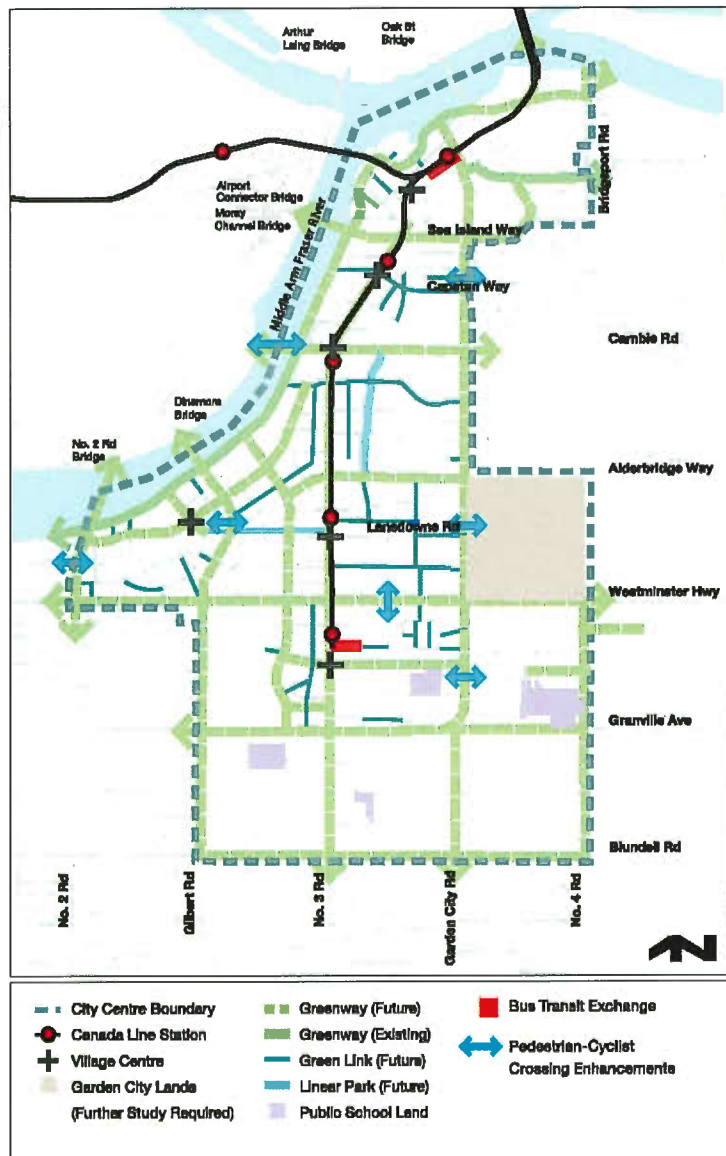 Arthur
Laing Bridge
Oak St
Bridge
Bridgeport Rd
Airport
Connector Bridge
Moray
Channel Bridge
Middle Arm Fraser River
Sea Island Way
Capstan Way
Cambie Rd
Dinsmore
Bridge
No. 2 Rd
Bridge
Alderbridge Way
Lansdowne Rd
Westminster Hwy
Granville Ave
Blundell Rd
No. 2 Rd
Gilbert Rd
No. 3 Rd
Garden City Rd
No. 4 Rd
N
City Centre Boundary
Canada Line Station
Village Centre
Garden City Lands
(Further Study Required)
Greenway (Future)
Greenway (Existing)
Green Link (Future)
Linear Park (Future)
Public School Land
Bus Transit Exchange
Pedestrian-Cyclist
Crossing Enhancements